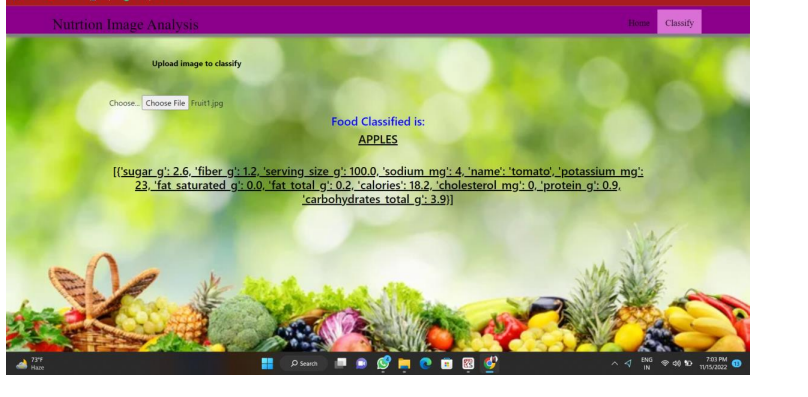 Nutrtion Image Analysis
Home Classify
Upload image to classify
Choose... Choose File Fruit1.jpg
Food Classified is:
APPLES
[{'sugar_g': 2.6, 'fiber_g': 1.2, 'serving_size_g': 100.0, 'sodium_mg': 4, 'name': 'tomato', 'potassium_mg':
23, 'fat_saturated_g': 0.0, 'fat_total_g': 0.2, 'calories': 18.2, 'cholesterol_mg': 0, 'protein_g': 0.9,
'carbohydrates_total_g': 3.9}]
73°F
Haze
Search
ENG
IN
7:03 PM
11/15/2022